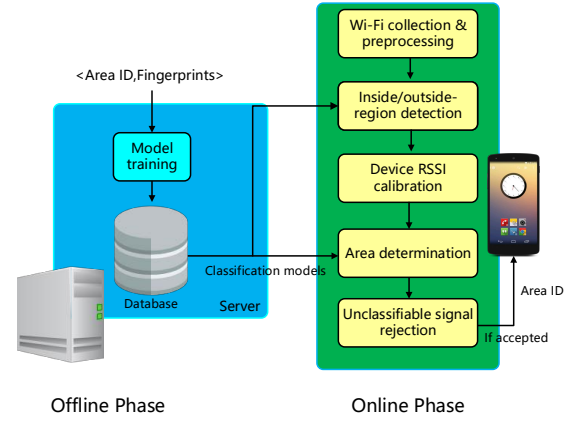 <Area ID,Fingerprints>
Model
training
Database
Server
Classification models
Wi-Fi collection &
preprocessing
Inside/outside-
region detection
Device RSSI
calibration
Area determination
Unclassifiable signal
rejection
Area ID
If accepted
Offline Phase
Online Phase